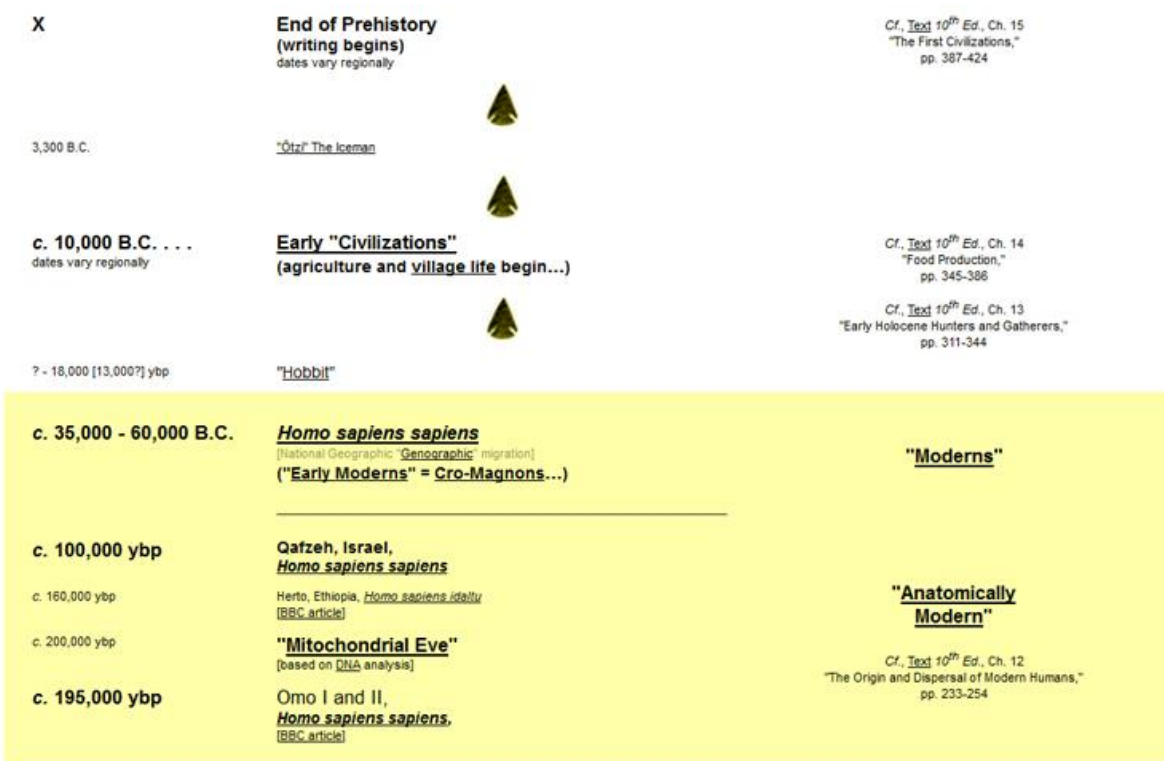 X
End of Prehistory
(writing begins)
dates vary regionally
Cf., Text 10th Ed., Ch. 15
"The First Civilizations,"
pp. 387-424
3,300 B.C.
"Ötzi" The Iceman
c. 10,000 B.C. . . .
dates vary regionally
Early "Civilizations"
(agriculture and village life begin...)
Cf., Text 10th Ed., Ch. 14
"Food Production,"
pp. 345-386
Cf., Text 10th Ed., Ch. 13
"Early Holocene Hunters and Gatherers,"
pp. 311-344
? - 18,000 [13,000?] ybp
"Hobbit"
c. 35,000 - 60,000 B.C.
Homo sapiens sapiens
[National Geographic "Genographic" migration]
("Early Moderns" = Cro-Magnons...)
"Moderns"
c. 100,000 ybp
Qafzeh, Israel,
Homo sapiens sapiens
c. 160,000 ybp
Herto, Ethiopia, Homo sapiens idaltu
[BBC article]
"Anatomically
Modern"
c. 200,000 ybp
"Mitochondrial Eve"
[based on DNA analysis]
Cf., Text 10th Ed., Ch. 12
"The Origin and Dispersal of Modern Humans,"
pp. 233-254
c. 195,000 ybp
Omo I and II,
Homo sapiens sapiens,
[BBC article]